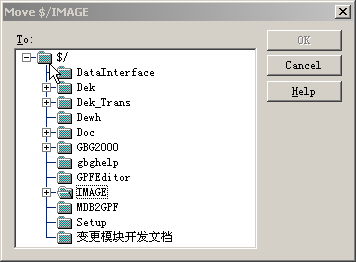 Move $/IMAGE
To:
$/
DataInterface
Dek
Dek_Trans
Dewh
Doc
GBG2000
gbghelp
GPFEditor
IMAGE
MDB2GPF
Setup
变更模块开发文档
OK
Cancel
Help